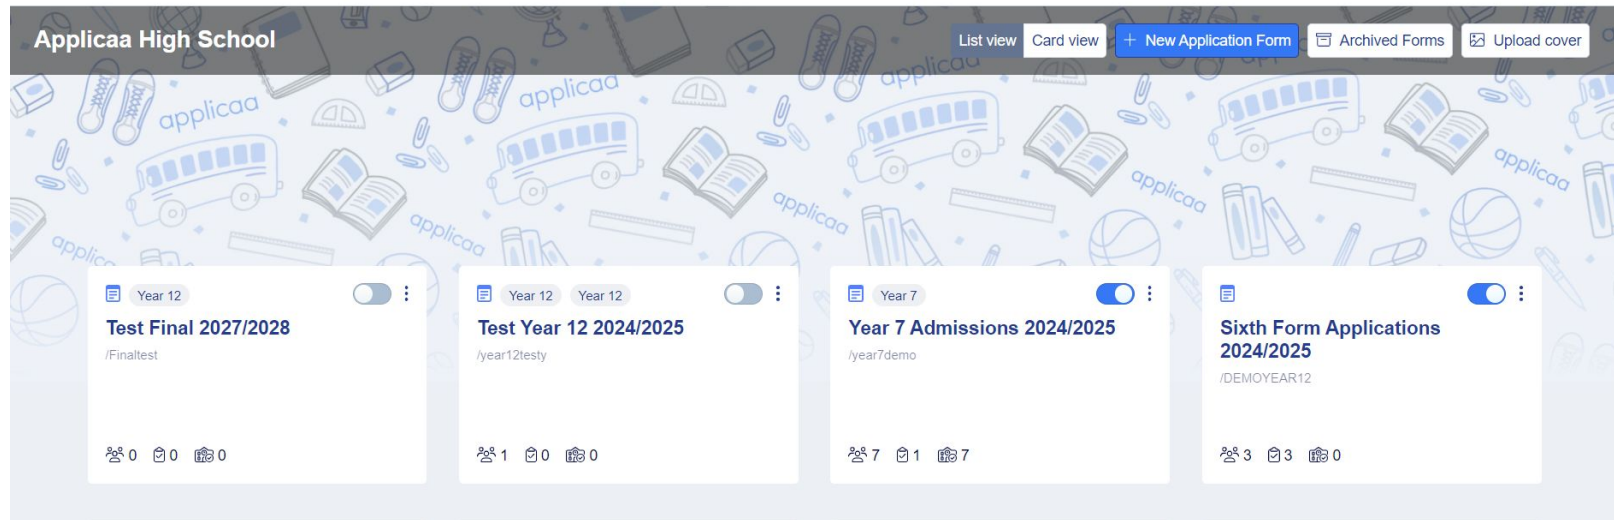 Applicaa High School
List view Card view + New Application Form Archived Forms Upload cover
applicaa applicaa applicaa
applicaa applicaa
applicaa applicaa
applicaa
Year 12
Test Final 2027/2028
/Finaltest
0 0 0
Year 12 Year 12
Test Year 12 2024/2025
/year12testy
1 0 0
Year 7
Year 7 Admissions 2024/2025
/year7demo
7 1 7
Sixth Form Applications
2024/2025
/DEMOYEAR12
3 3 0